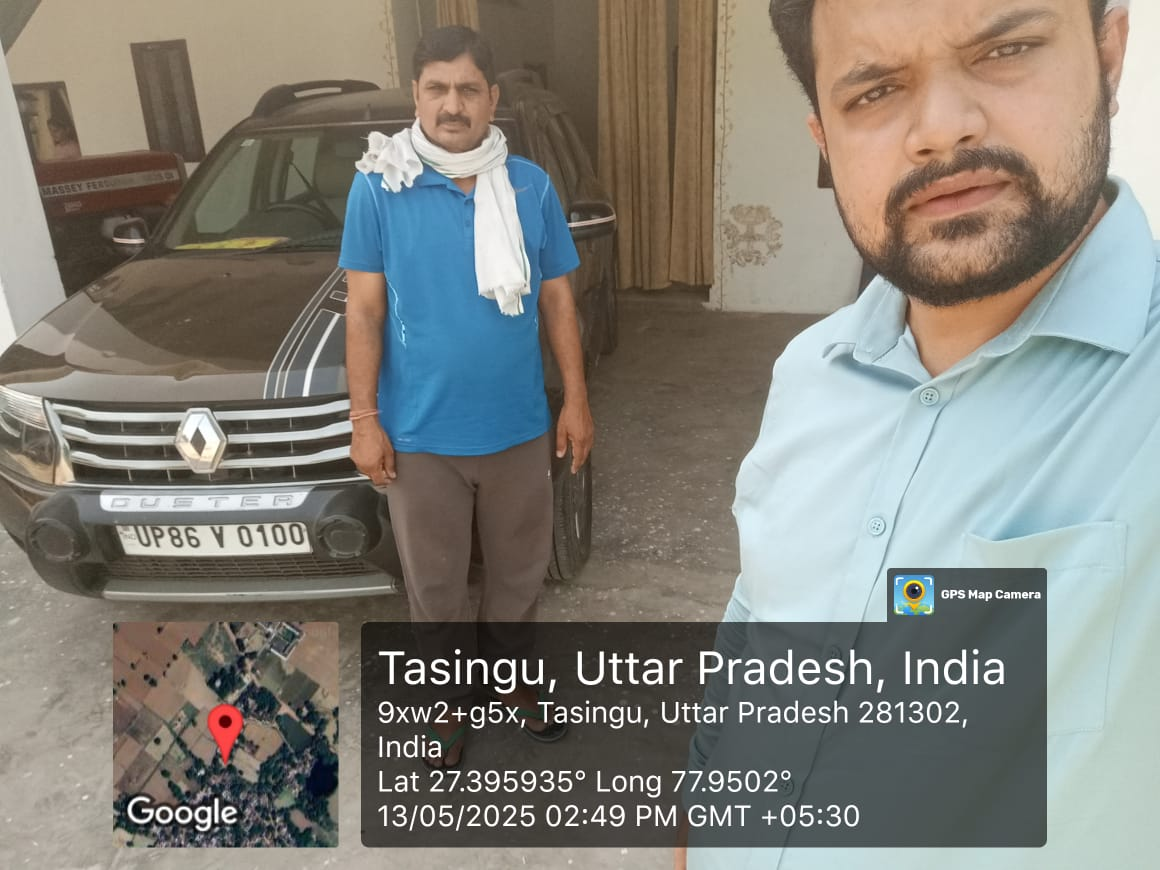 MASSEY FERGUSON
DUSTER
IND
UP86 Y 0100
GPS Map Camera
Tasingu, Uttar Pradesh, India
9xw2+g5x, Tasingu, Uttar Pradesh 281302,
India
Lat 27.395935° Long 77.9502°
13/05/2025 02:49 PM GMT +05:30
Google